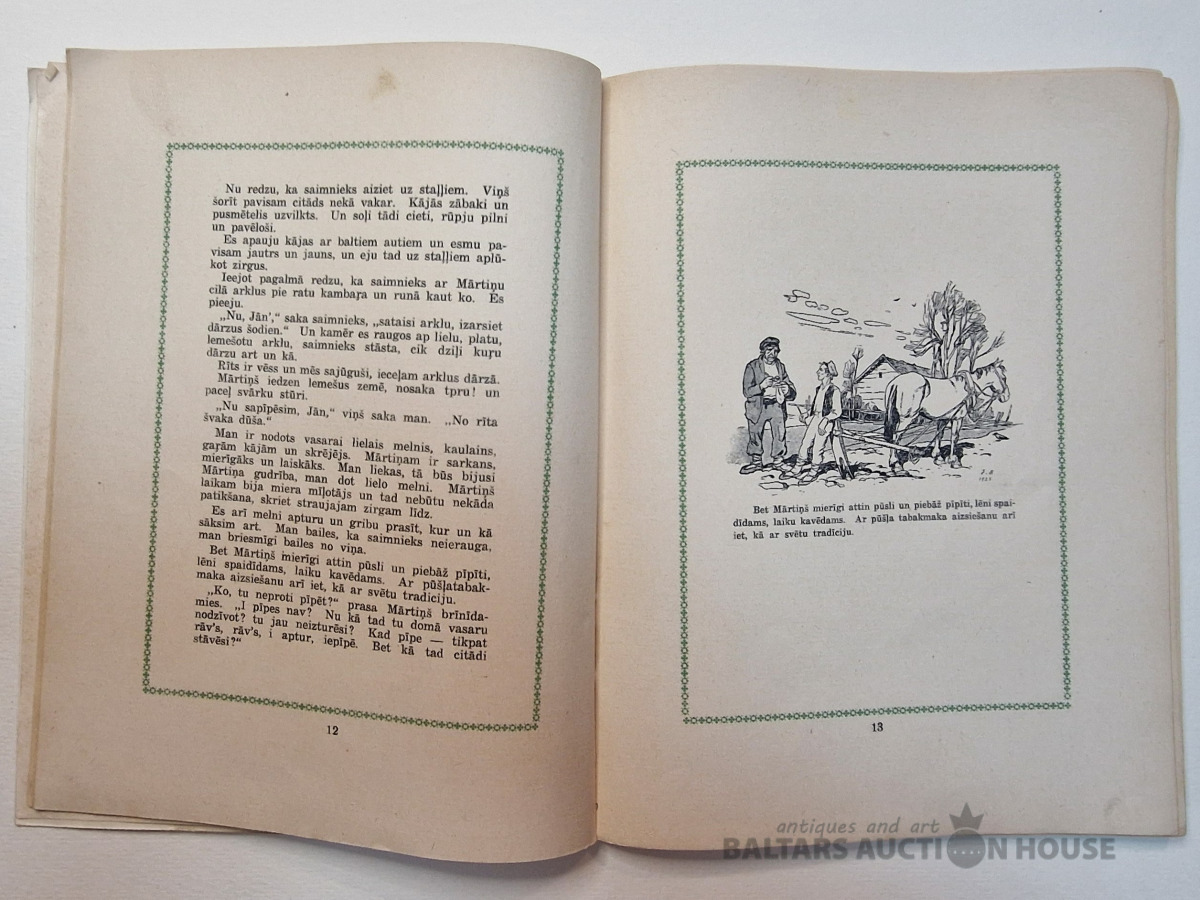 Nu redzu, ka saimnieks aiziet uz staļļiem. Viņš
šorīt pavisam citāds nekā vakar. Kājās zābaki un
pusmētelis uzvilkts. Un soļi tādi cieti, rūpju pilni
un pavēloši.
Es apauju kājas ar baltiem autiem un esmu pa-
visam jautrs un jauns, un eju tad uz staļļiem aplū-
kot zirgus.
Ieejot pagalmā redzu, ka saimnieks ar Mārtiņu
cilā arklus pie ratu kambaŗa un runā kaut ko. Es
pieeju.
„Nu, Jān',“ saka saimnieks, „sataisi arklu, izarsiet
dārzus šodien.“ Un kamēr es raugos ap lielu, platu,
lemešotu arklu, saimnieks stāsta, cik dziļi kuŗu
dārzu art un kā.
Rīts ir vēss un mēs sajūguši, ieceļam arklus dārzā.
Mārtiņš iedzen lemešus zemē, nosaka tpru! un
paceļ svārku stūri.
„Nu sapīpēsim, Jān,“ viņš saka man. „No rīta
švaka dūša.“
Man ir nodots vasarai lielais melnis, kaulains,
gaŗām kājām un skrējējs. Mārtiņam ir sarkans,
mierīgāks un laiskāks. Man liekas, tā būs bijusi
Mārtiņa gudrība, man dot lielo melni. Mārtiņš
laikam bija miera mīļotājs un tad nebūtu nekāda
patikšana, skriet straujajam zirgam līdz.
Es arī melni apturu un gribu prasīt, kur un kā
sāksim art. Man bailes, ka saimnieks neierauga,
man briesmīgi bailes no viņa.
Bet Mārtiņš mierīgi attin pūsli un piebāž pīpīti,
lēni spaidīdams, laiku kavēdams. Ar pūšļatabak-
maka aizsiešanu arī iet, kā ar svētu tradiciju.
„Ko, tu neproti pīpēt?“ prasa Mārtiņš brīnīda-
mies. „I pīpes nav? Nu kā tad tu domā vasaru
nodzīvot? tu jau neizturēsi? Kad pīpe — tikpat
rāv's, rāv's, i aptur, iepīpē. Bet kā tad citādi
stāvēsi?“
12
J. B
Bet Mārtiņš mierīgi attin pūsli un piebāž pīpīti, lēni spai-
dīdams, laiku kavēdams. Ar pūšļa tabakmaka aizsiešanu arī
iet, kā ar svētu tradīciju.
13
antiques and art
BALTARS AUCTION HOUSE